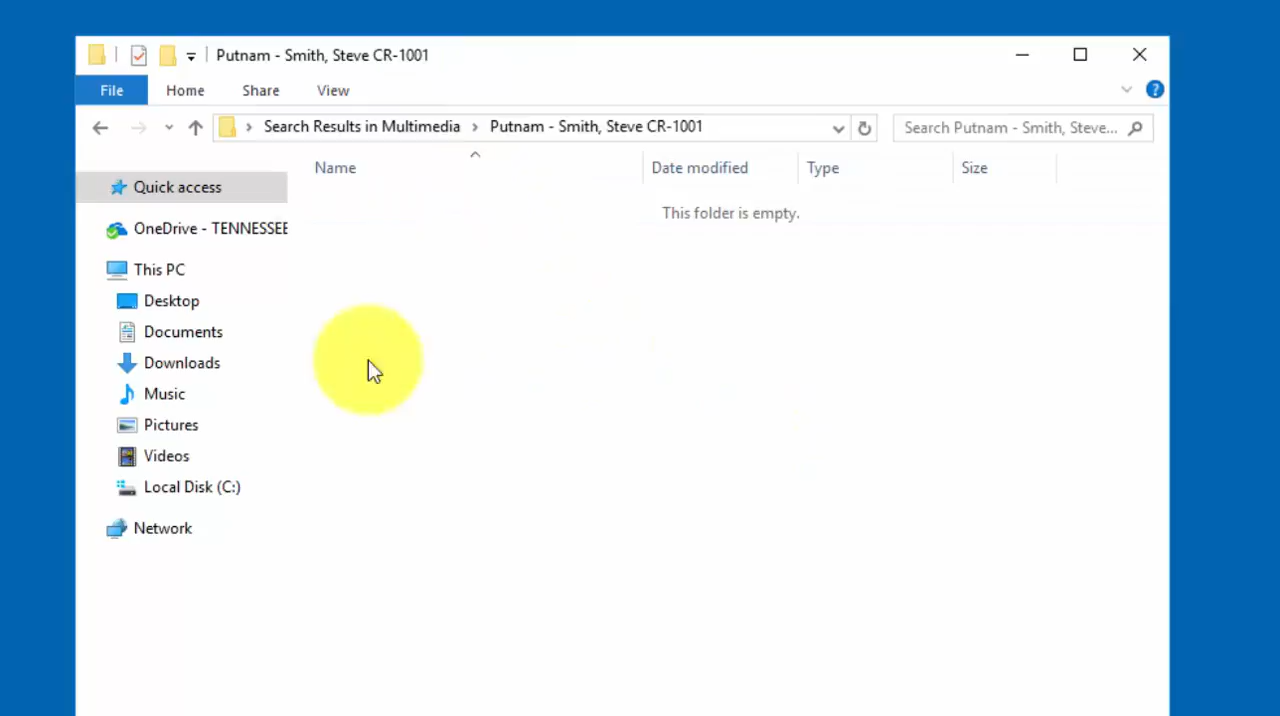 Putnam - Smith, Steve CR-1001
File Home Share View
Search Results in Multimedia Putnam - Smith, Steve CR-1001 Search Putnam - Smith, Steve...
Name Date modified Type Size
This folder is empty.
Quick access
OneDrive - TENNESSEE
This PC
Desktop
Documents
Downloads
Music
Pictures
Videos
Local Disk (C:)
Network